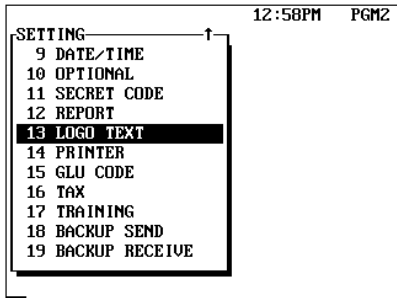 12:58PM PGM2
SETTING ↑
9 DATE/TIME
10 OPTIONAL
11 SECRET CODE
12 REPORT
13 LOGO TEXT
14 PRINTER
15 GLU CODE
16 TAX
17 TRAINING
18 BACKUP SEND
19 BACKUP RECEIVE